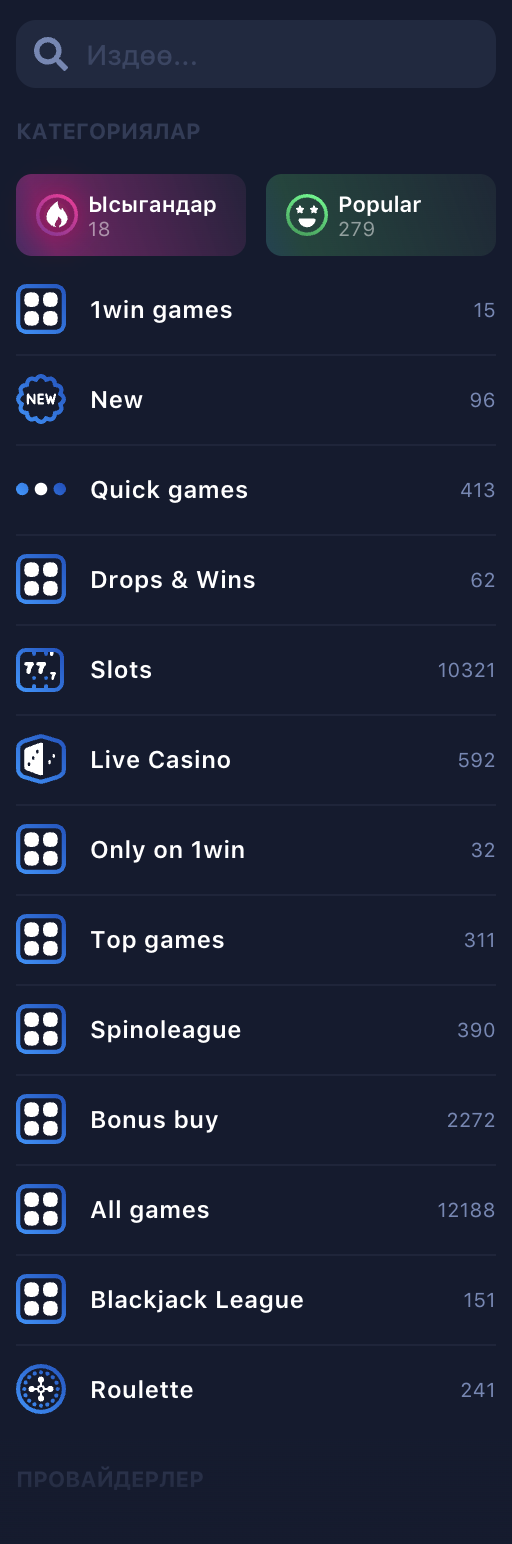 Издөө...
КАТЕГОРИЯЛАР
Ысыгандар
18
Popular
279
1win games
15
NEW
New
96
Quick games
413
Drops & Wins
62
77
7
Slots
10321
Live Casino
592
Only on 1win
32
Top games
311
Spinoleague
390
Bonus buy
2272
All games
12188
Blackjack League
151
Roulette
241
ПРОВАЙДЕРЛЕР